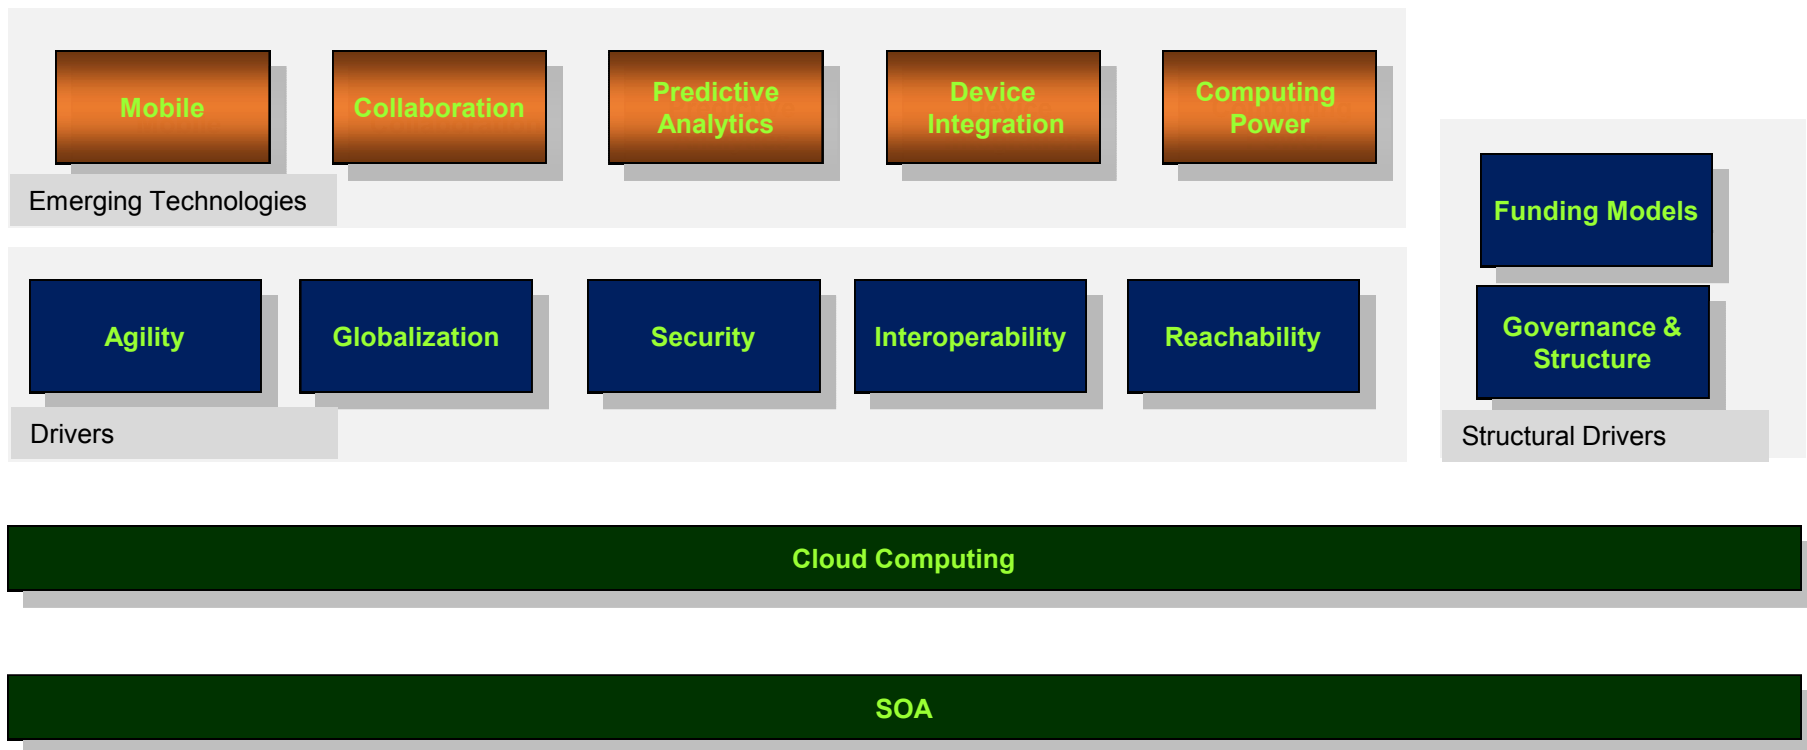 Mobile
Collaboration
Predictive
Analytics
Device
Integration
Computing
Power
Emerging Technologies
Agility
Globalization
Security
Interoperability
Reachability
Drivers
Funding Models
Governance &
Structure
Structural Drivers
Cloud Computing
SOA